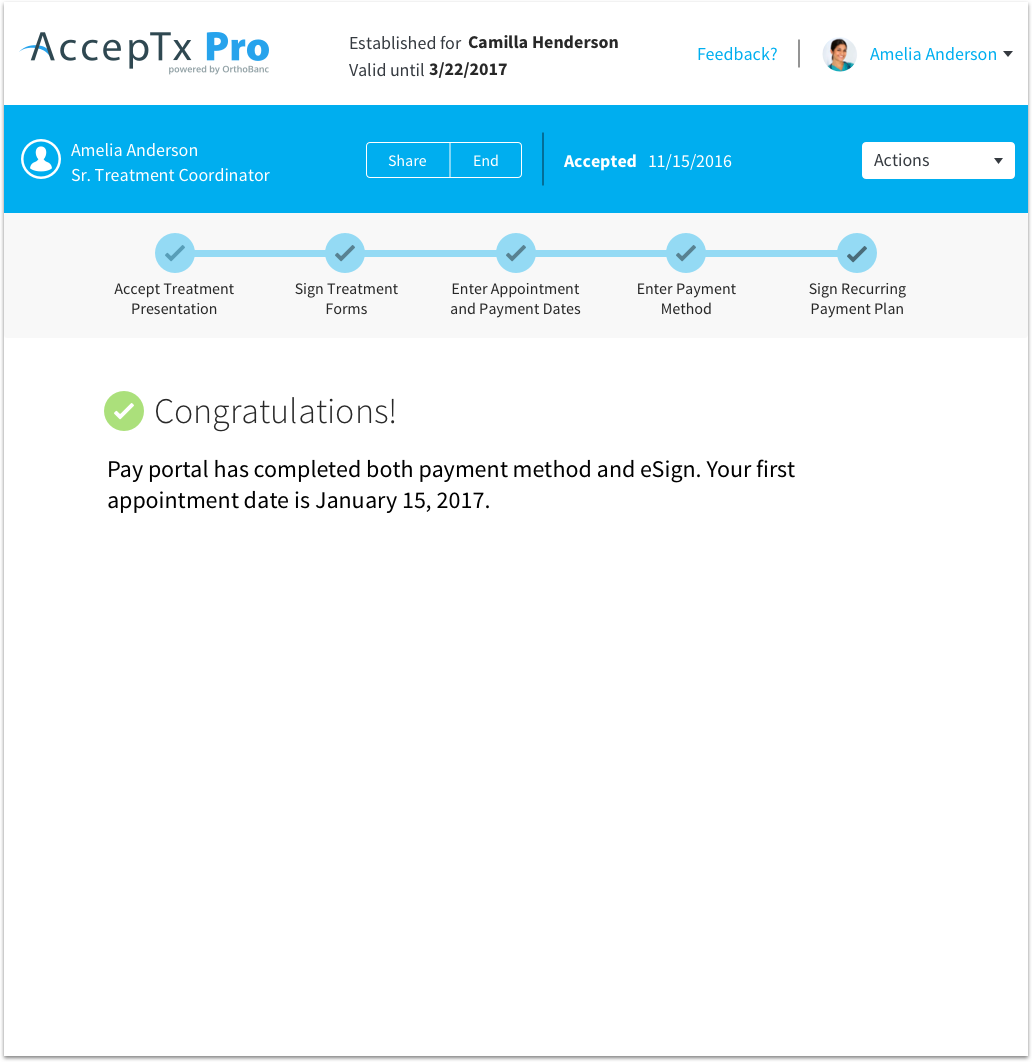 AccepTx Pro
powered by OrthoBanc
Established for Camilla Henderson
Valid until 3/22/2017
Feedback?
Amelia Anderson
Amelia Anderson
Sr. Treatment Coordinator
Share
End
Accepted 11/15/2016
Actions
Accept Treatment
Presentation
Sign Treatment
Forms
Enter Appointment
and Payment Dates
Enter Payment
Method
Sign Recurring
Payment Plan
Congratulations!
Pay portal has completed both payment method and eSign. Your first
appointment date is January 15, 2017.